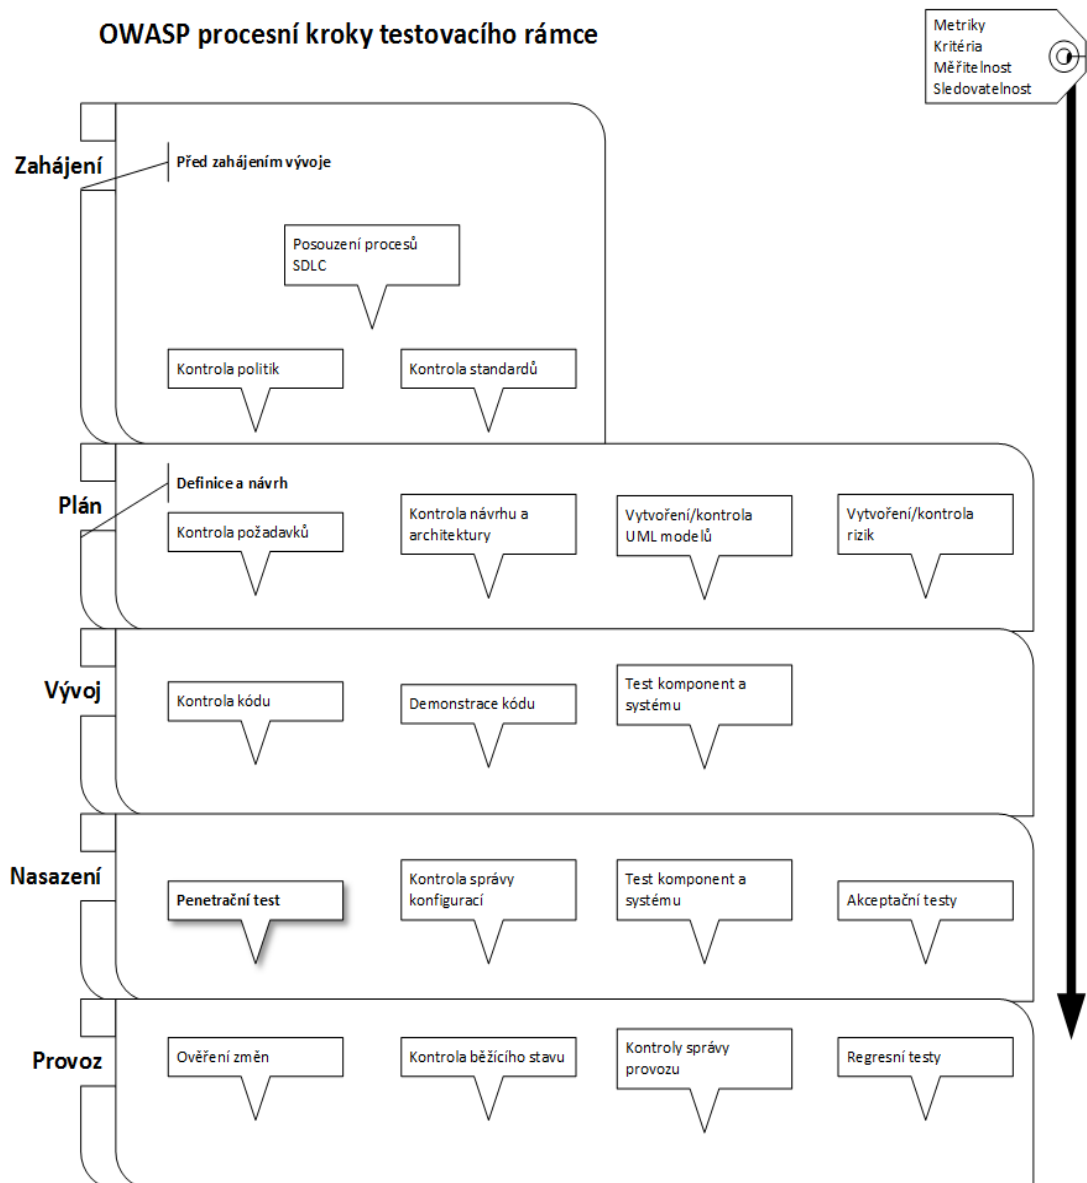 OWASP procesní kroky testovacího rámce
Metriky
Kritéria
Měřitelnost
Sledovatelnost
Zahájení
Před zahájením vývoje
Posouzení procesů
SDLC
Kontrola politik
Kontrola standardů
Plán
Definice a návrh
Kontrola požadavků
Kontrola návrhu a
architektury
Vytvoření/kontrola
UML modelů
Vytvoření/kontrola
rizik
Vývoj
Kontrola kódu
Demonstrace kódu
Test komponent a
systému
Nasazení
Penetrační test
Kontrola správy
konfigurací
Test komponent a
systému
Akceptační testy
Provoz
Ověření změn
Kontrola běžícího stavu
Kontroly správy
provozu
Regresní testy